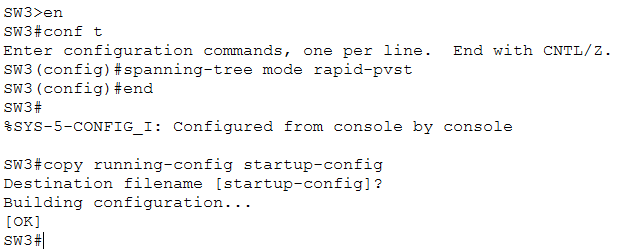 SW3>en
SW3#conf t
Enter configuration commands, one per line.  End with CNTL/Z.
SW3(config)#spanning-tree mode rapid-pvst
SW3(config)#end
SW3#
%SYS-5-CONFIG_I: Configured from console by console

SW3#copy running-config startup-config
Destination filename [startup-config]?
Building configuration...
[OK]
SW3#